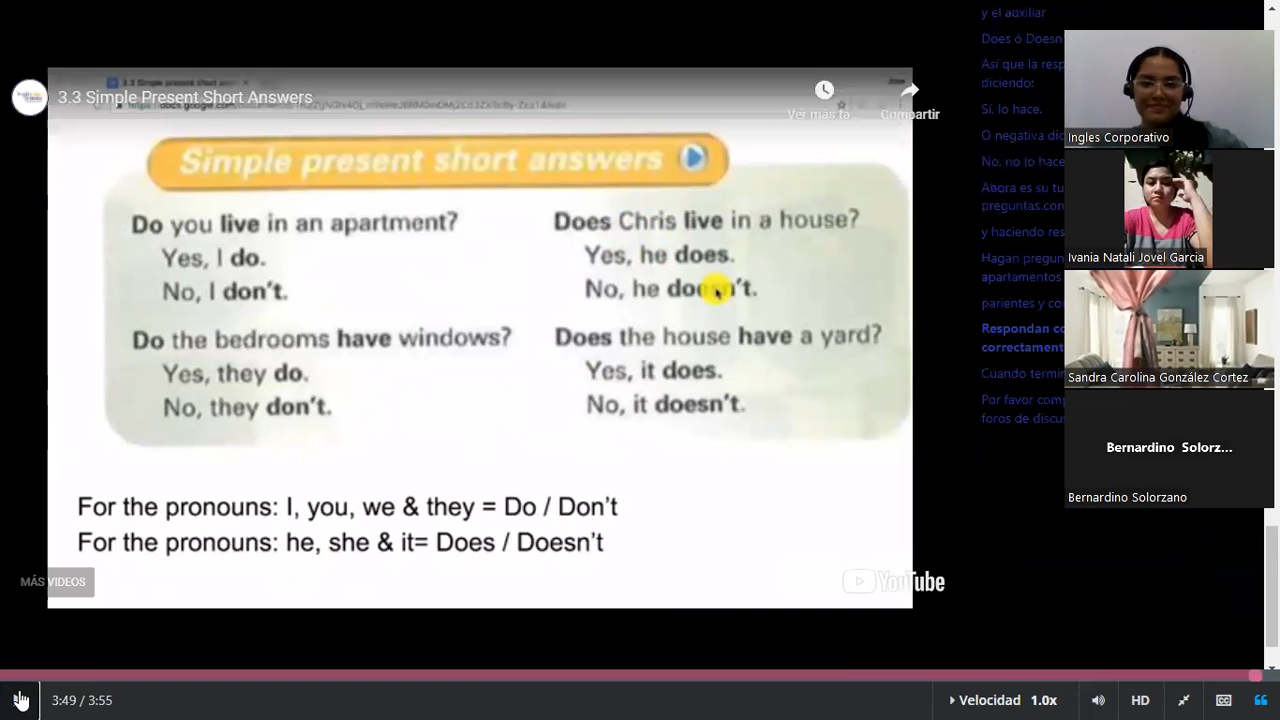 y el auxiliar
Does ó Doesn
Así que la resp
diciendo:
Sí, lo hace.
O negativa dic
No, no lo hace
Ahora es su tu
preguntas.com
y haciendo res
Hagan pregun
apartamentos
parientes y co
Respondan co
correctament
Cuando termin
Por favor comp
foros de discus
3.3 Simple Present Short Answers
Ver más ta
Compartir
Simple present short answers
Do you live in an apartment?
Yes, I do.
No, I don't.
Does Chris live in a house?
Yes, he does.
No, he doesn't.
Do the bedrooms have windows?
Yes, they do.
No, they don't.
Does the house have a yard?
Yes, it does.
No, it doesn't.
For the pronouns: I, you, we & they = Do / Don't
For the pronouns: he, she & it= Does / Doesn't
MÁS VIDEOS
YouTube
Ingles Corporativo
Ivania Natali Jovel Garcia
Sandra Carolina González Cortez
Bernardino Solorz...
Bernardino Solorzano
3:49 / 3:55
Velocidad 1.0x
HD
CC